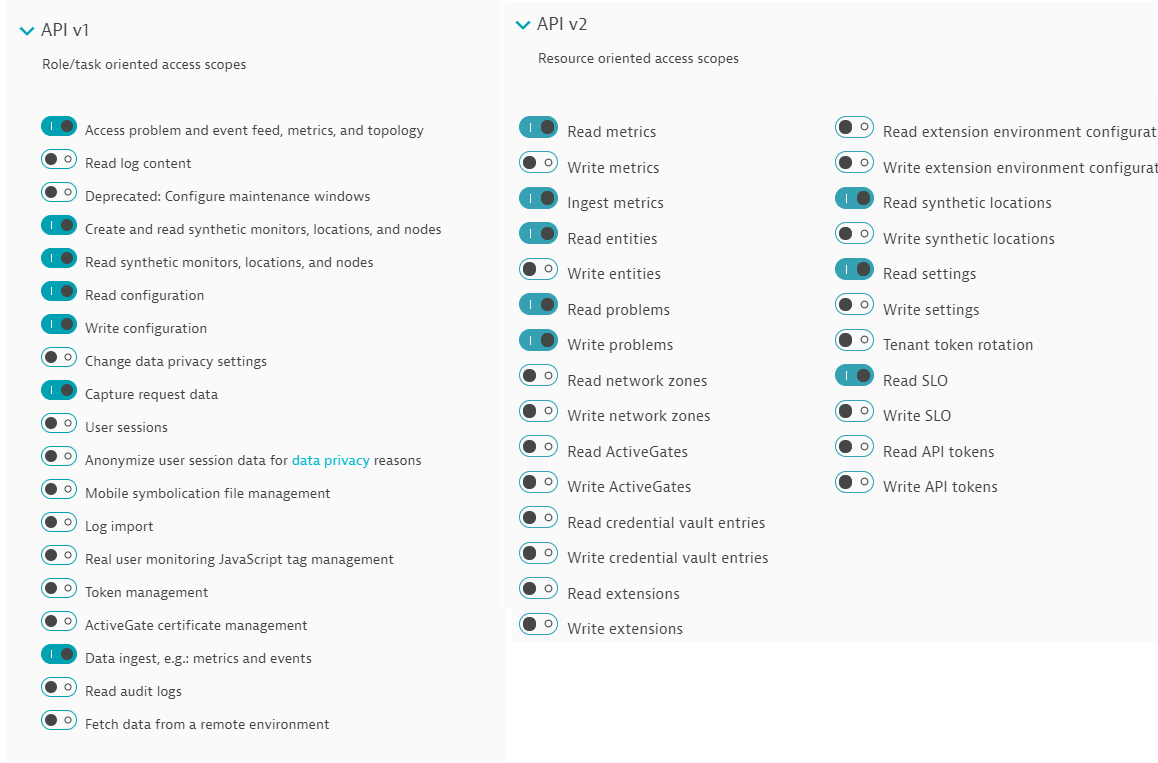 API v1
Role/task oriented access scopes
Access problem and event feed, metrics, and topology
Read log content
Deprecated: Configure maintenance windows
Create and read synthetic monitors, locations, and nodes
Read synthetic monitors, locations, and nodes
Read configuration
Write configuration
Change data privacy settings
Capture request data
User sessions
Anonymize user session data for data privacy reasons
Mobile symbolication file management
Log import
Real user monitoring JavaScript tag management
Token management
ActiveGate certificate management
Data ingest, e.g.: metrics and events
Read audit logs
Fetch data from a remote environment
API v2
Resource oriented access scopes
Read metrics
Write metrics
Ingest metrics
Read entities
Write entities
Read problems
Write problems
Read network zones
Write network zones
Read ActiveGates
Write ActiveGates
Read credential vault entries
Write credential vault entries
Read extensions
Write extensions
Read extension environment configurat
Write extension environment configurat
Read synthetic locations
Write synthetic locations
Read settings
Write settings
Tenant token rotation
Read SLO
Write SLO
Read API tokens
Write API tokens